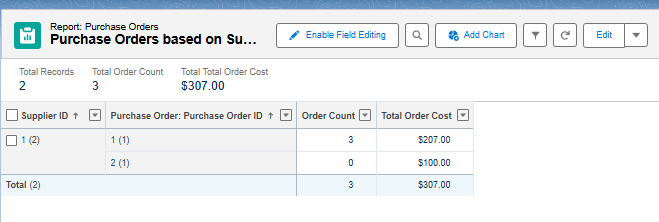 Report: Purchase Orders
Purchase Orders based on Su...
Enable Field Editing
Add Chart
Edit
Total Records Total Order Count Total Total Order Cost
2 3 $307.00
Supplier ID ↑ Purchase Order: Purchase Order ID ↑ Order Count Total Order Cost
1 (2) 1 (1) 3 $207.00
2 (1) 0 $100.00
Total (2) 3 $307.00